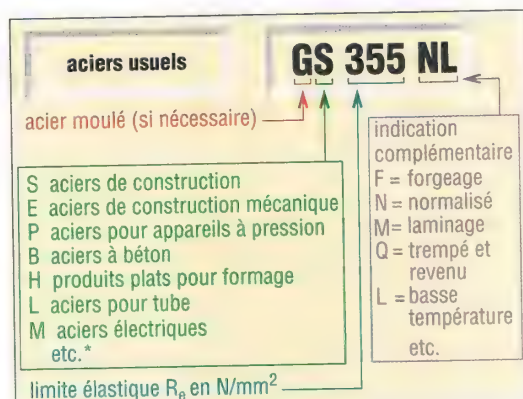 aciers usuels
GS 355 NL
acier moulé (si nécessaire)
S aciers de construction
E aciers de construction mécanique
P aciers pour appareils à pression
B aciers à béton
H produits plats pour formage
L aciers pour tube
M aciers électriques
etc.*
limite élastique Re en N/mm²
indication
complémentaire
F = forgeage
N = normalisé
M = laminage
Q = trempé et
revenu
L = basse
température
etc.